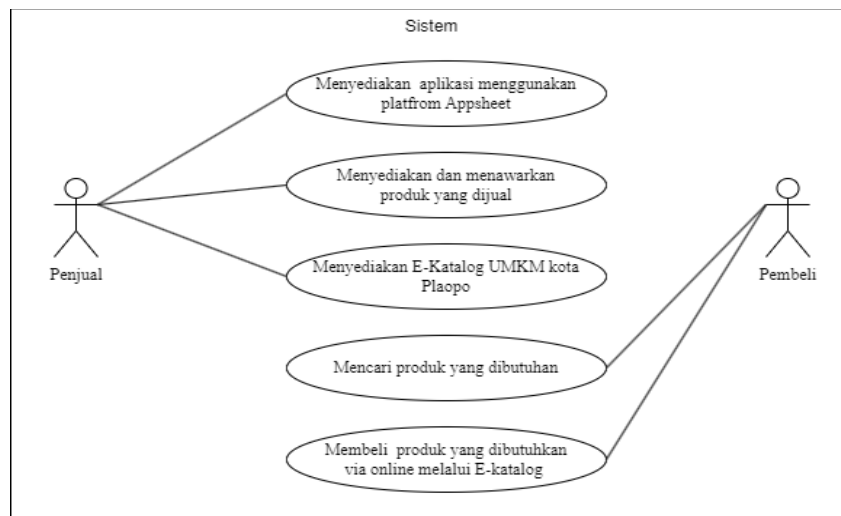 Sistem
Menyediakan aplikasi menggunakan
platfrom Appsheet
Menyediakan dan menawarkan
produk yang dijual
Penjual
Menyediakan E-Katalog UMKM kota
Plaopo
Pembeli
Mencari produk yang dibutuhan
Membeli produk yang dibutuhkan
via online melalui E-katalog